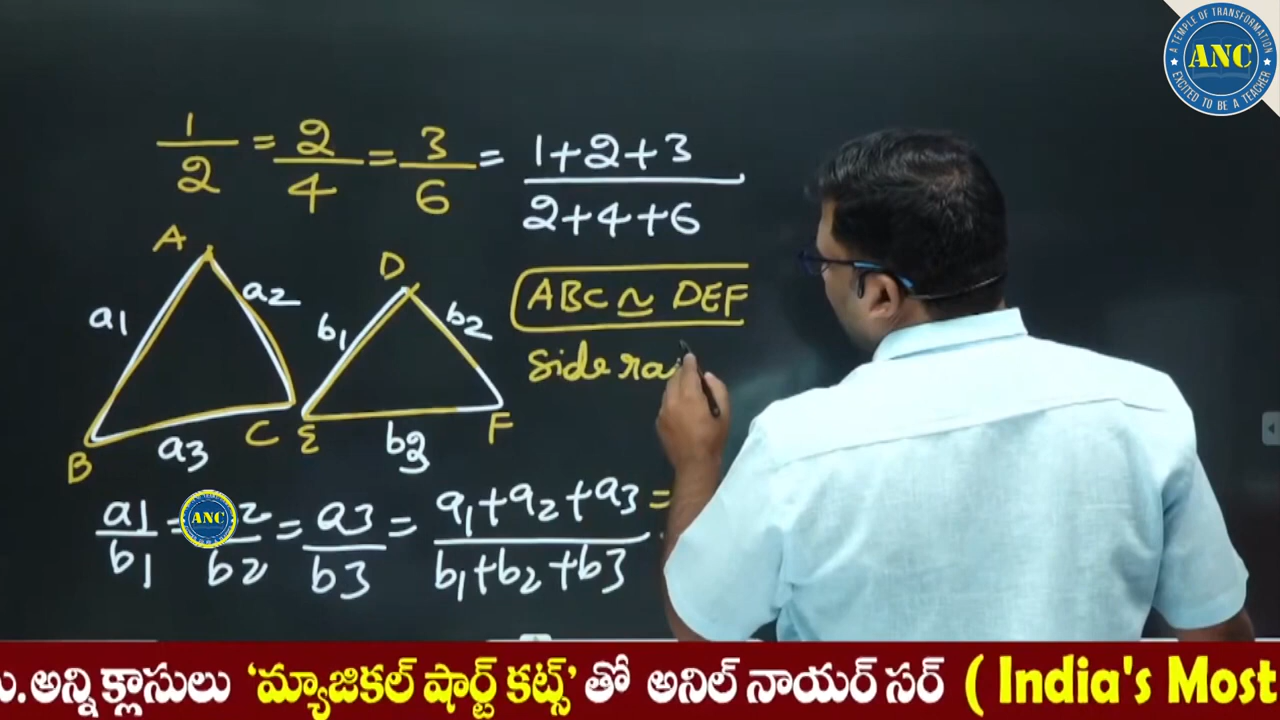 A TEMPLE OF TRANSFORMATION
ANC
EXCITED TO BE A TEACHER
1/2 = 2/4 = 3/6 = 1+2+3/2+4+6
A
D
a1
a2
b1
b2
ABC ≃ DEF
side ra
B
a3
C
E
b3
F
a1/b1 = 2/b2 = a3/b3 = a1+a2+a3/b1+b2+b3 =
ANC
.అన్ని క్లాసులు ‘మ్యాజికల్ షార్ట్ కట్స్’ తో అనిల్ నాయర్ సర్ ( India's Most